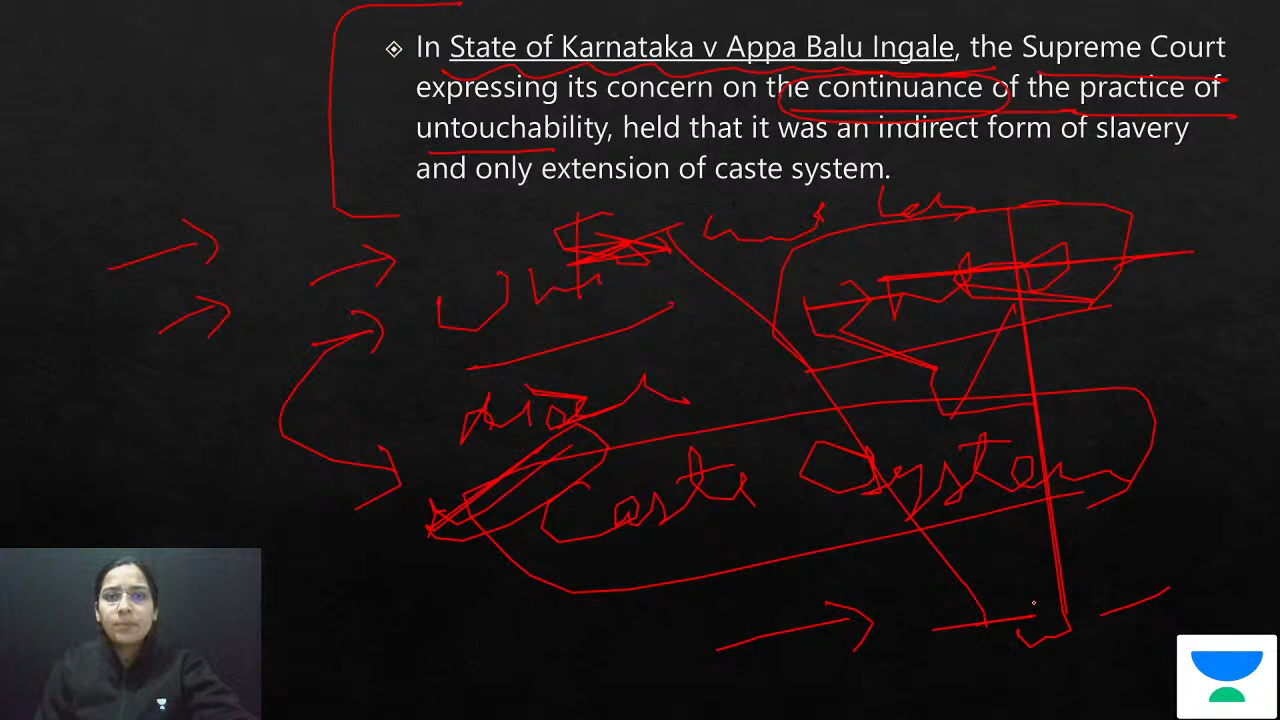 In State of Karnataka v Appa Balu Ingale, the Supreme Court
expressing its concern on the continuance of the practice of
untouchability, held that it was an indirect form of slavery
and only extension of caste system.
Caste System